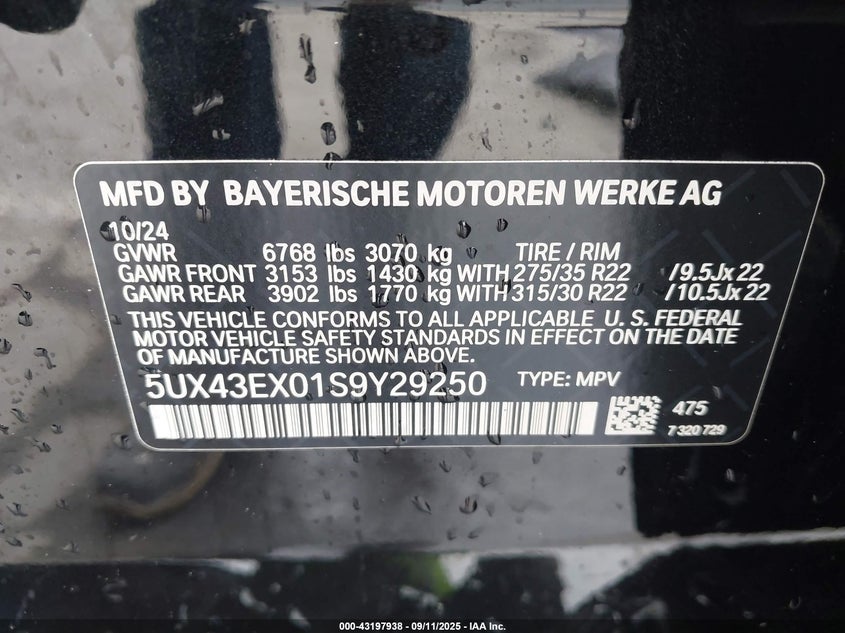 MFD BY BAYERISCHE MOTOREN WERKE AG
10/24
GVWR 6768 lbs 3070 kg TIRE / RIM
GAWR FRONT 3153 lbs 1430 kg WITH 275/35 R22 /9.5Jx22
GAWR REAR 3902 lbs 1770 kg WITH 315/30 R22 /10.5Jx22
THIS VEHICLE CONFORMS TO ALL APPLICABLE U. S. FEDERAL
MOTOR VEHICLE SAFETY STANDARDS IN EFFECT ON THE DATE
OF MANUFACTURE.
5UX43EX01S9Y29250 TYPE: MPV
475
7 320 729
000-43197938 - 09/11/2025 - IAA Inc.